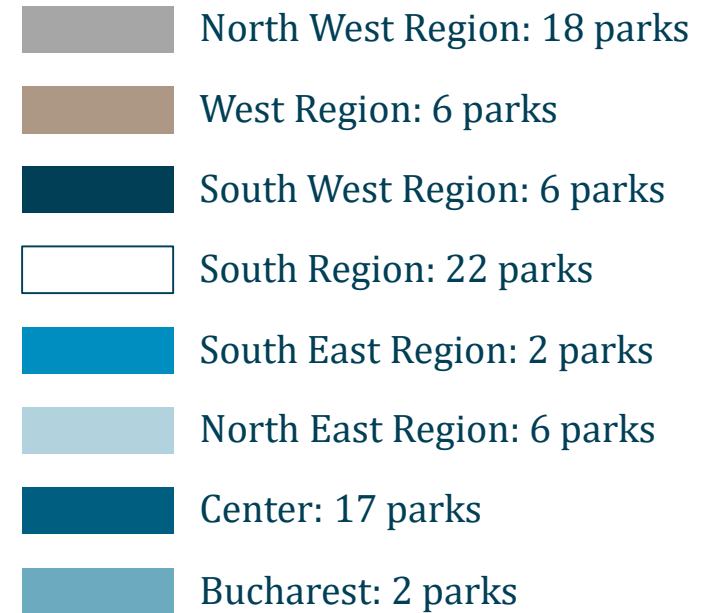 North West Region: 18 parks
West Region: 6 parks
South West Region: 6 parks
South Region: 22 parks
South East Region: 2 parks
North East Region: 6 parks
Center: 17 parks
Bucharest: 2 parks